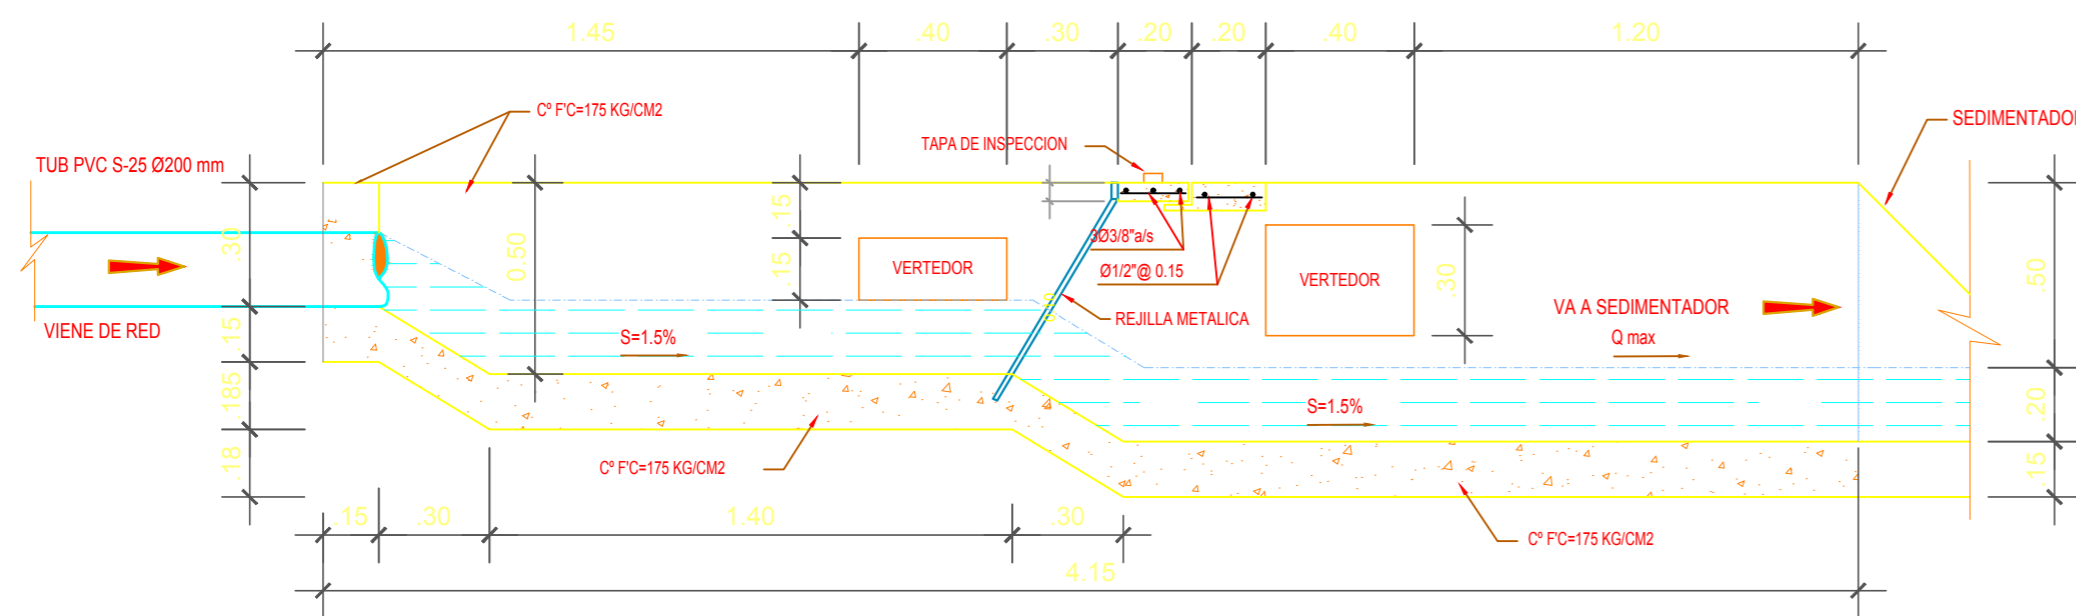 1.45 .40 .30 .20 .20 .40 1.20
Cº F'C=175 KG/CM2
SEDIMENTADOR
TAPA DE INSPECCION
TUB PVC S-25 Ø200 mm
.30
.15
.185
.18
0.50
.15
.15
VERTEDOR
3Ø3/8"a/s
Ø1/2"@ 0.15
VERTEDOR
.30
.50
VA A SEDIMENTADOR
REJILLA METALICA
VIENE DE RED
S=1.5%
Q max
S=1.5%
.20
.15
Cº F'C=175 KG/CM2
.15 .30 1.40 .30
Cº F'C=175 KG/CM2
4.15